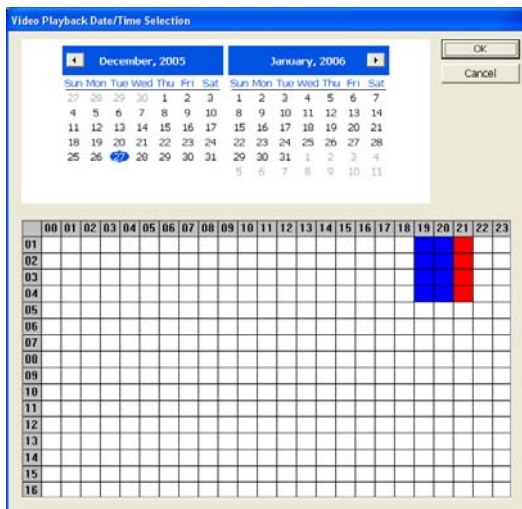 Video Playback Date/Time Selection
OK
Cancel
December, 2005 January, 2006
Sun Mon Tue Wed Thu Fri Sat Sun Mon Tue Wed Thu Fri Sat
27 28 29 30 1 2 3 1 2 3 4 5 6 7
4 5 6 7 8 9 10 8 9 10 11 12 13 14
11 12 13 14 15 16 17 15 16 17 18 19 20 21
18 19 20 21 22 23 24 22 23 24 25 26 27 28
25 26 27 28 29 30 31 29 30 31 1 2 3 4
5 6 7 8 9 10 11
00 01 02 03 04 05 06 07 08 09 10 11 12 13 14 15 16 17 18 19 20 21 22 23
01
02
03
04
05
06
07
08
09
10
11
12
13
14
15
16